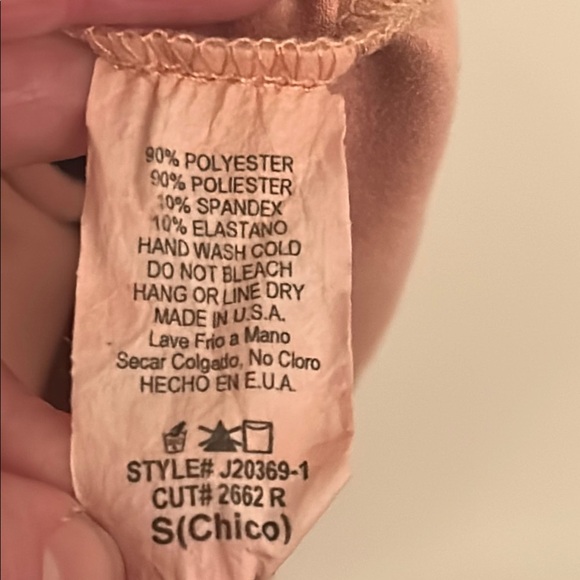 90% POLYESTER
90% POLIESTER
10% SPANDEX
10% ELASTANO
HAND WASH COLD
DO NOT BLEACH
HANG OR LINE DRY
MADE IN U.S.A.
Lave Frio a Mano
Secar Colgado, No Cloro
HECHO EN E.U.A.
STYLE# J20369-1
CUT# 2662 R
S(Chico)